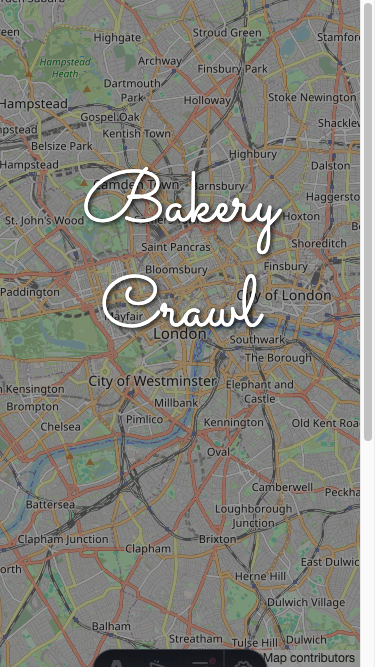 Highgate
Stroud Green
Hampstead
Heath
Archway
Finsbury Park
Dartmouth
Park
Holloway
Stoke Newington
Hampstead
Gospel Oak
Kentish Town
Belsize Park
Highbury
Hampstead
Dalston
Camden Town
Barnsbury
Bakery
St. John's Wood
Hoxton
Shoreditch
Saint Pancras
Bloomsbury
Finsbury
Paddington
City of London
Crawl
Mayfair
London
Southwark
The Borough
Kensington
City of Westminster
Elephant and
Castle
Brompton
Millbank
Chelsea
Pimlico
Kennington
Old Kent Roa
Oval
Camberwell
Peckha
Battersea
Loughborough
Junction
Clapham Junction
Clapham
Brixton
East Dulwic
Herne Hill
Dulwich Village
Balham
Streatham
Tulse Hill
Dulwich
Map contributors